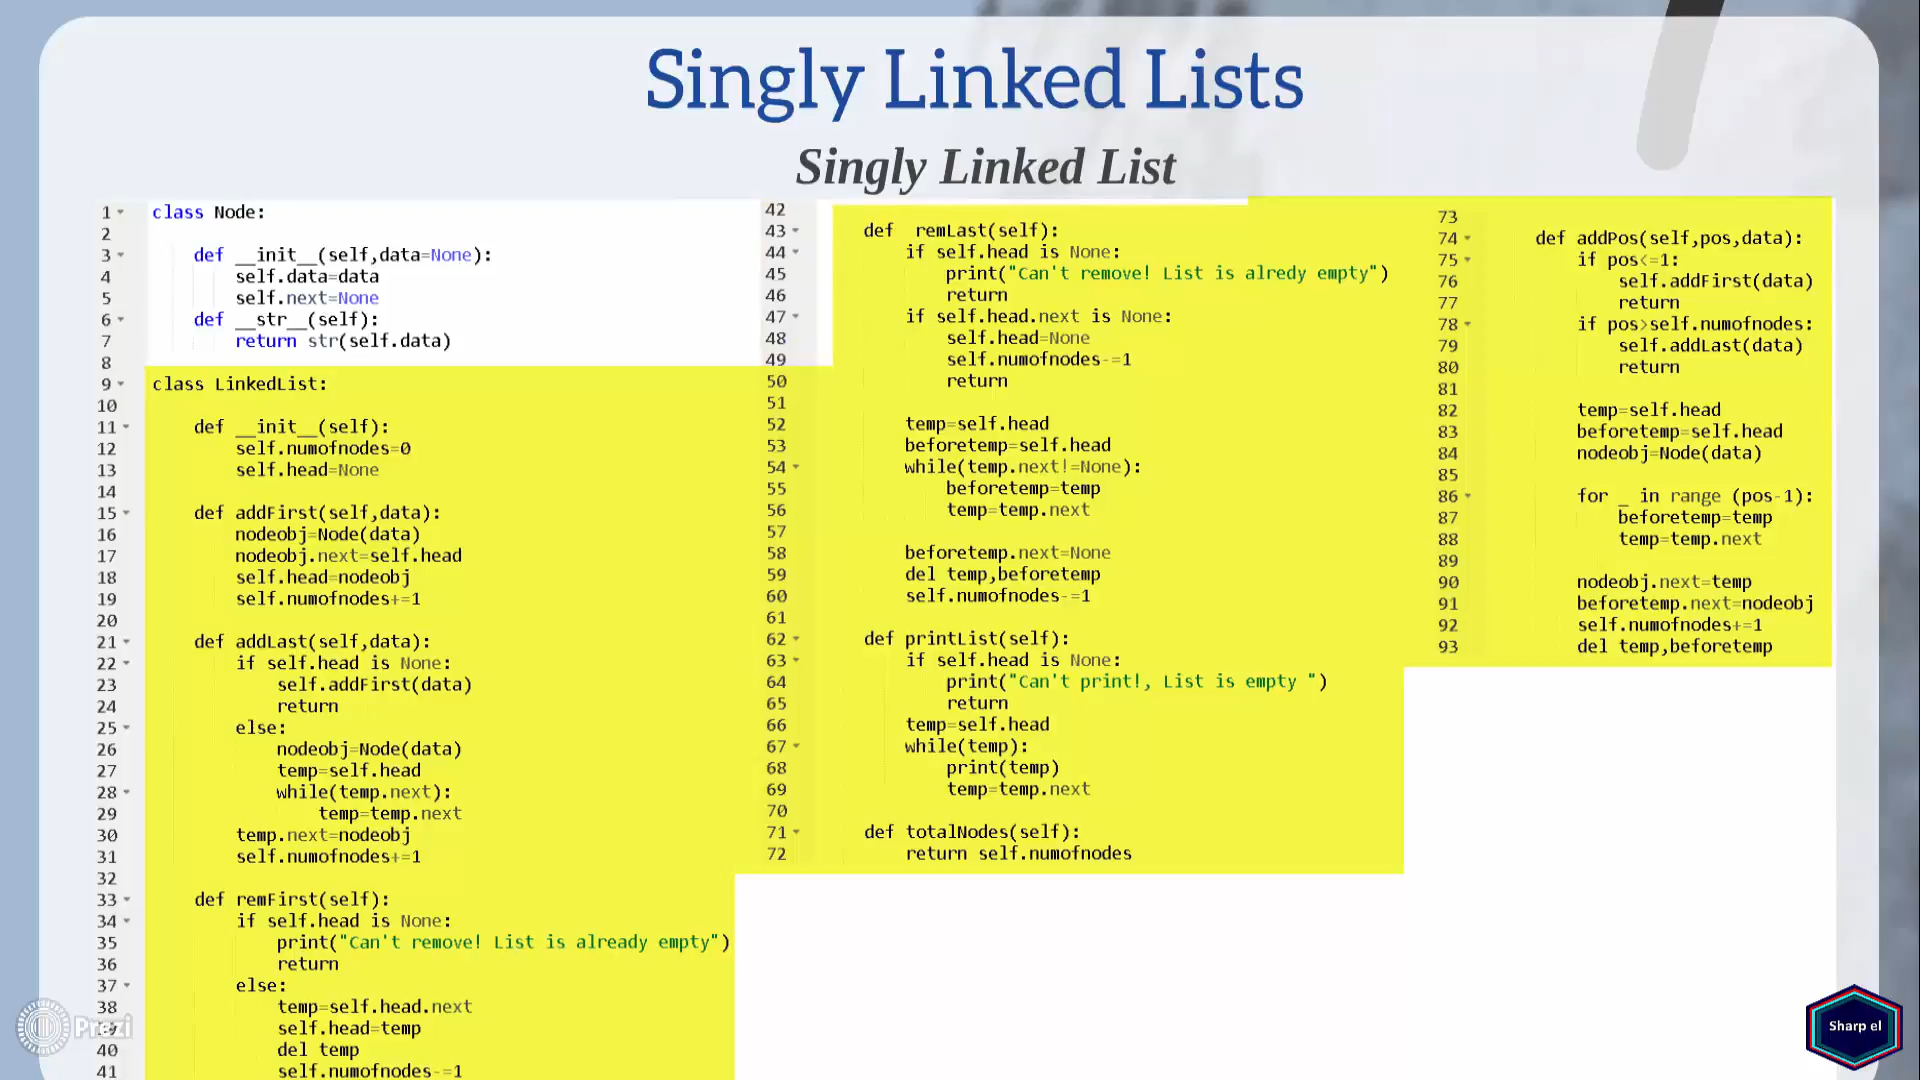 Singly Linked Lists
Singly Linked List
1 class Node:
2
3     def __init__(self,data=None):
4         self.data=data
5         self.next=None
6     def __str__(self):
7         return str(self.data)
8
9 class LinkedList:
10
11     def __init__(self):
12         self.numofnodes=0
13         self.head=None
14
15     def addFirst(self,data):
16         nodeobj=Node(data)
17         nodeobj.next=self.head
18         self.head=nodeobj
19         self.numofnodes+=1
20
21     def addLast(self,data):
22         if self.head is None:
23             self.addFirst(data)
24             return
25         else:
26             nodeobj=Node(data)
27             temp=self.head
28             while(temp.next):
29                 temp=temp.next
30         temp.next=nodeobj
31         self.numofnodes+=1
32
33     def remFirst(self):
34         if self.head is None:
35             print("Can't remove! List is already empty")
36             return
37         else:
38             temp=self.head.next
39             self.head=temp
40             del temp
41             self.numofnodes-=1
42
43     def  remLast(self):
44         if self.head is None:
45             print("Can't remove! List is alredy empty")
46             return
47         if self.head.next is None:
48             self.head=None
49             self.numofnodes-=1
50             return
51
52         temp=self.head
53         beforetemp=self.head
54         while(temp.next!=None):
55             beforetemp=temp
56             temp=temp.next
57
58         beforetemp.next=None
59         del temp,beforetemp
60         self.numofnodes-=1
61
62     def printList(self):
63         if self.head is None:
64             print("Can't print!, List is empty ")
65             return
66         temp=self.head
67         while(temp):
68             print(temp)
69             temp=temp.next
70
71     def totalNodes(self):
72         return self.numofnodes
73
74     def addPos(self,pos,data):
75         if pos<=1:
76             self.addFirst(data)
77             return
78         if pos>self.numofnodes:
79             self.addLast(data)
80             return
81
82         temp=self.head
83         beforetemp=self.head
84         nodeobj=Node(data)
85
86         for _ in range (pos-1):
87             beforetemp=temp
88             temp=temp.next
89
90         nodeobj.next=temp
91         beforetemp.next=nodeobj
92         self.numofnodes+=1
93         del temp,beforetemp
Prezi
Sharp el